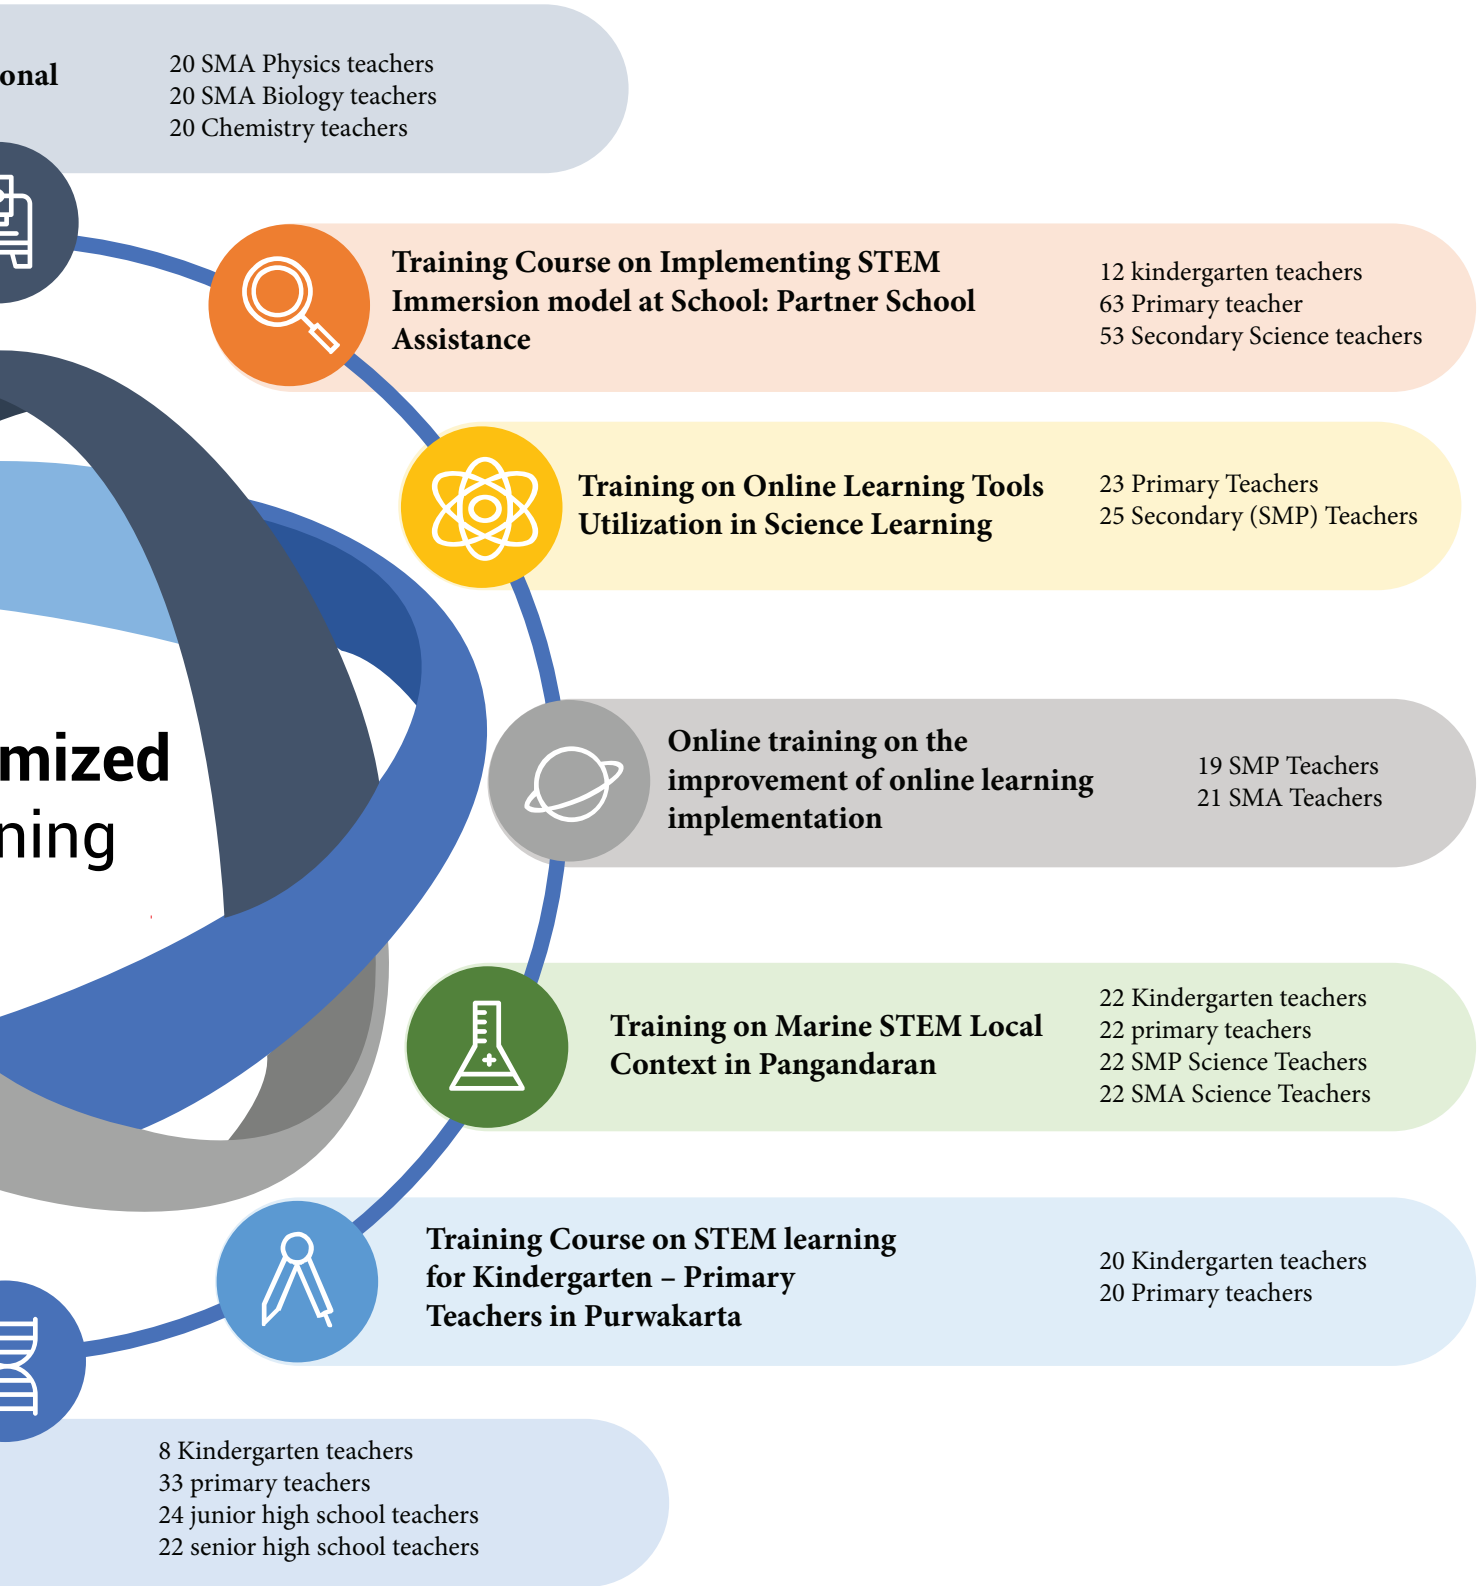 onal
20 SMA Physics teachers
20 SMA Biology teachers
20 Chemistry teachers
Training Course on Implementing STEM
Immersion model at School: Partner School
Assistance
12 kindergarten teachers
63 Primary teacher
53 Secondary Science teachers
Training on Online Learning Tools
Utilization in Science Learning
23 Primary Teachers
25 Secondary (SMP) Teachers
mized
ning
Online training on the
improvement of online learning
implementation
19 SMP Teachers
21 SMA Teachers
Training on Marine STEM Local
Context in Pangandaran
22 Kindergarten teachers
22 primary teachers
22 SMP Science Teachers
22 SMA Science Teachers
Training Course on STEM learning
for Kindergarten – Primary
Teachers in Purwakarta
20 Kindergarten teachers
20 Primary teachers
8 Kindergarten teachers
33 primary teachers
24 junior high school teachers
22 senior high school teachers